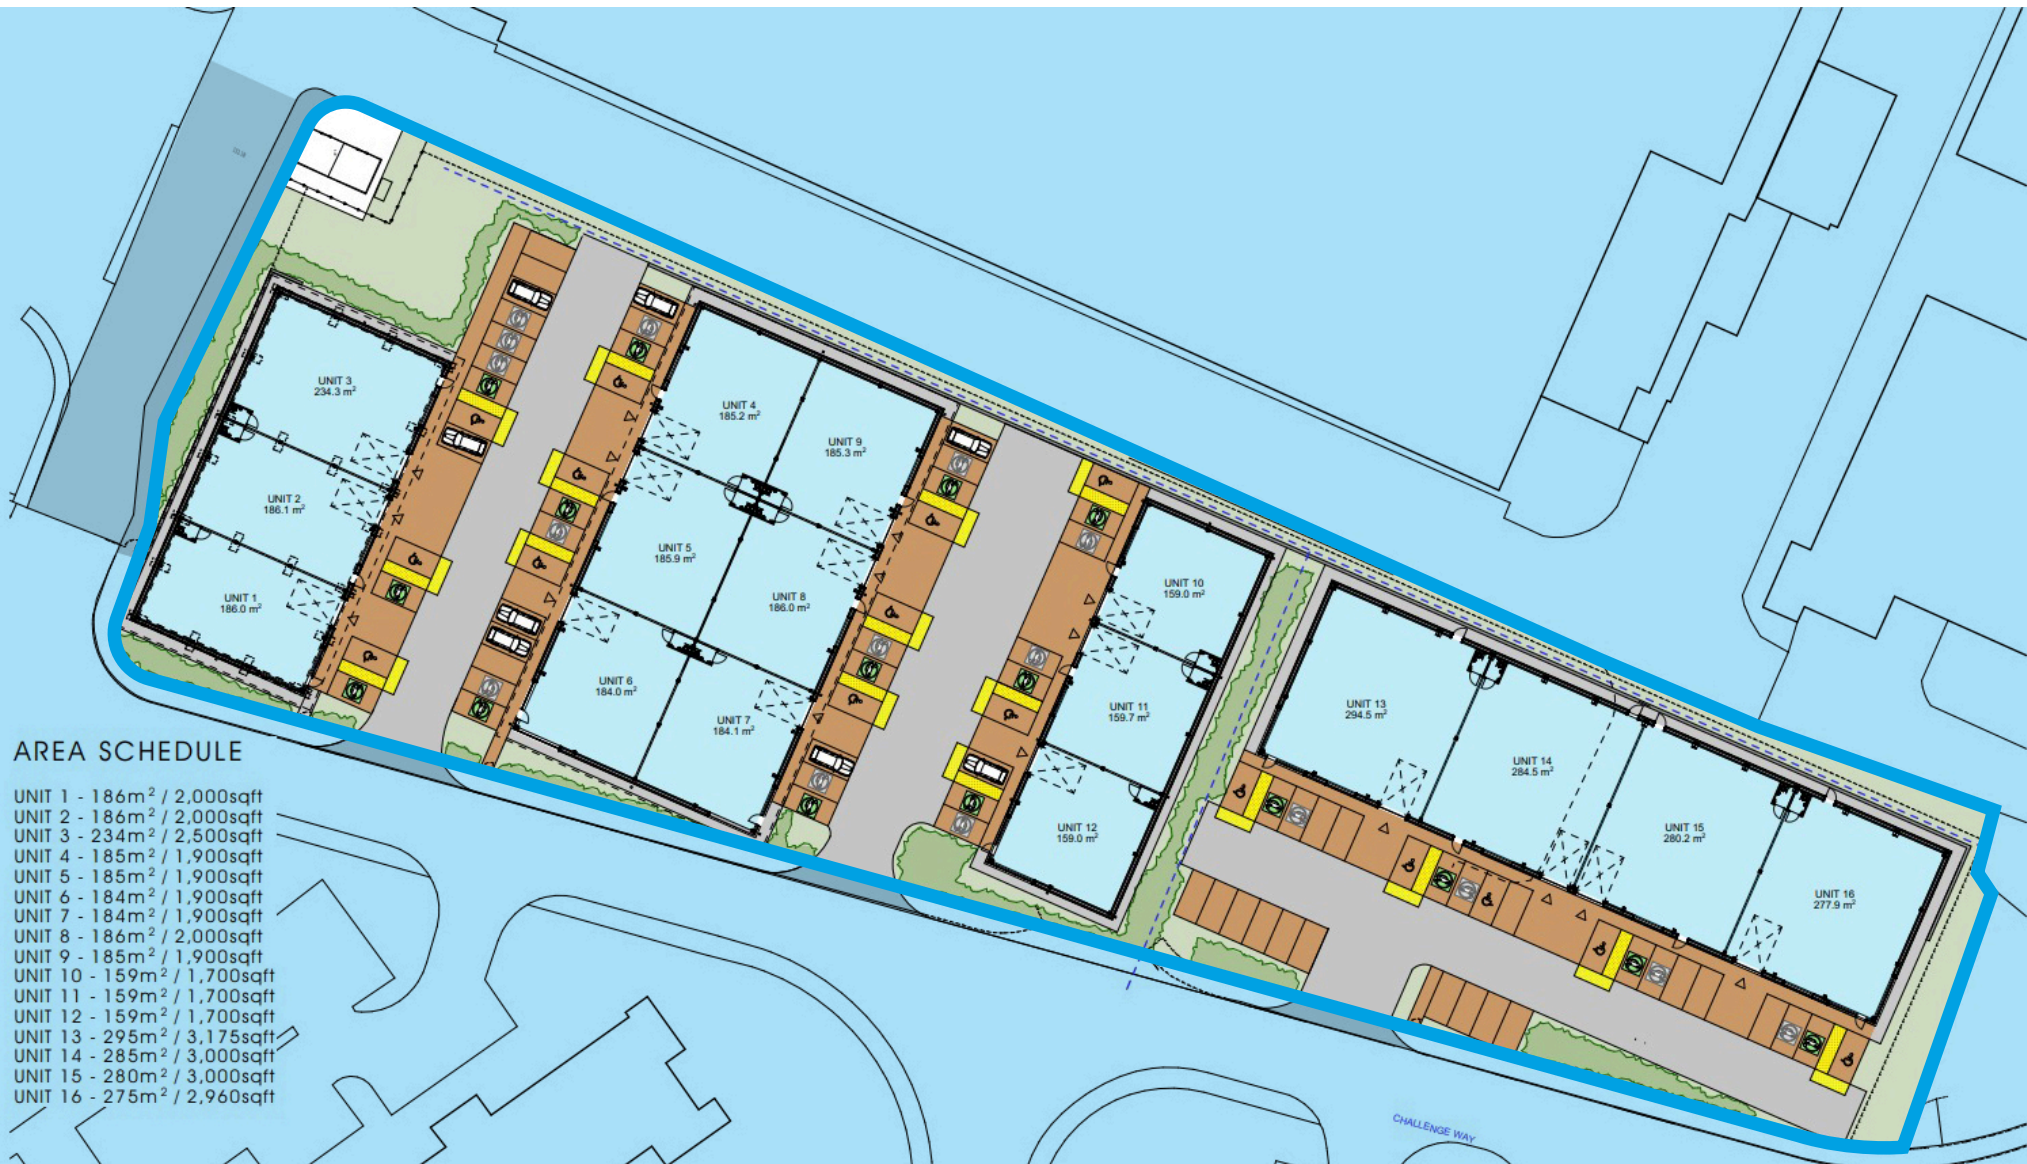 UNIT 3
234.3 m²
UNIT 2
186.1 m²
UNIT 1
186.0 m²
UNIT 4
185.2 m²
UNIT 9
185.3 m²
UNIT 5
185.9 m²
UNIT 8
186.0 m²
UNIT 6
184.0 m²
UNIT 7
184.1 m²
UNIT 10
159.0 m²
UNIT 11
159.7 m²
UNIT 12
159.0 m²
UNIT 13
294.5 m²
UNIT 14
284.5 m²
UNIT 15
280.2 m²
UNIT 16
277.9 m²
AREA SCHEDULE
UNIT 1 - 186m² / 2,000sqft
UNIT 2 - 186m² / 2,000sqft
UNIT 3 - 234m² / 2,500sqft
UNIT 4 - 185m² / 1,900sqft
UNIT 5 - 185m² / 1,900sqft
UNIT 6 - 184m² / 1,900sqft
UNIT 7 - 184m² / 1,900sqft
UNIT 8 - 186m² / 2,000sqft
UNIT 9 - 185m² / 1,900sqft
UNIT 10 - 159m² / 1,700sqft
UNIT 11 - 159m² / 1,700sqft
UNIT 12 - 159m² / 1,700sqft
UNIT 13 - 295m² / 3,175sqft
UNIT 14 - 285m² / 3,000sqft
UNIT 15 - 280m² / 3,000sqft
UNIT 16 - 275m² / 2,960sqft
CHALLENGE WAY